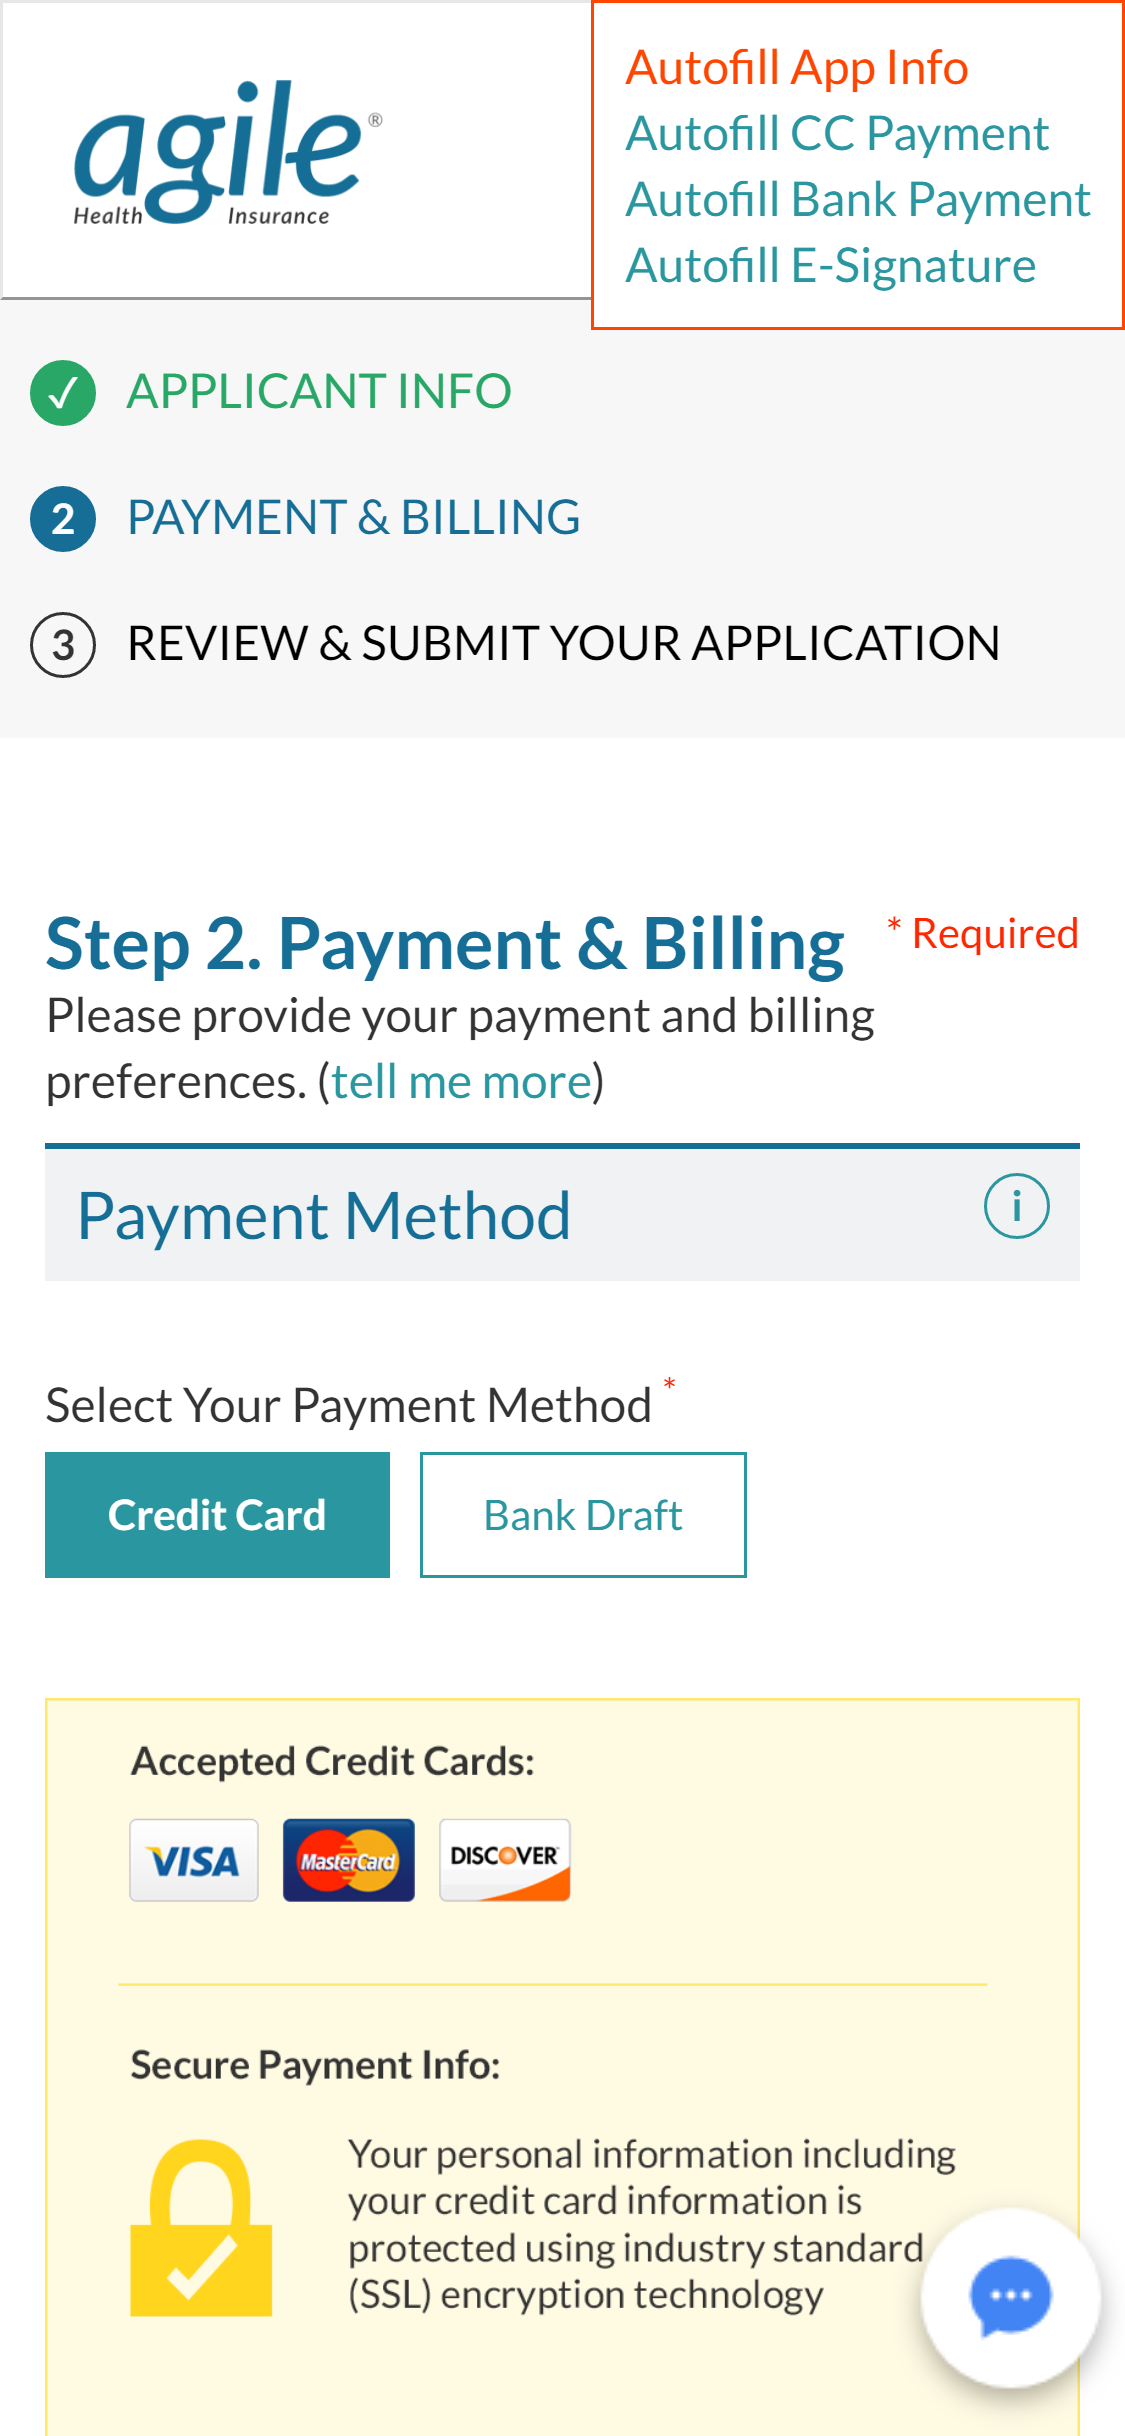 agile®
Health Insurance
Autofill App Info
Autofill CC Payment
Autofill Bank Payment
Autofill E-Signature
✓ APPLICANT INFO
2 PAYMENT & BILLING
3 REVIEW & SUBMIT YOUR APPLICATION
Step 2. Payment & Billing * Required
Please provide your payment and billing
preferences. (tell me more)
Payment Method i
Select Your Payment Method *
Credit Card Bank Draft
Accepted Credit Cards:
VISA MasterCard DISCOVER
Secure Payment Info:
Your personal information including
your credit card information is
protected using industry standard
(SSL) encryption technology